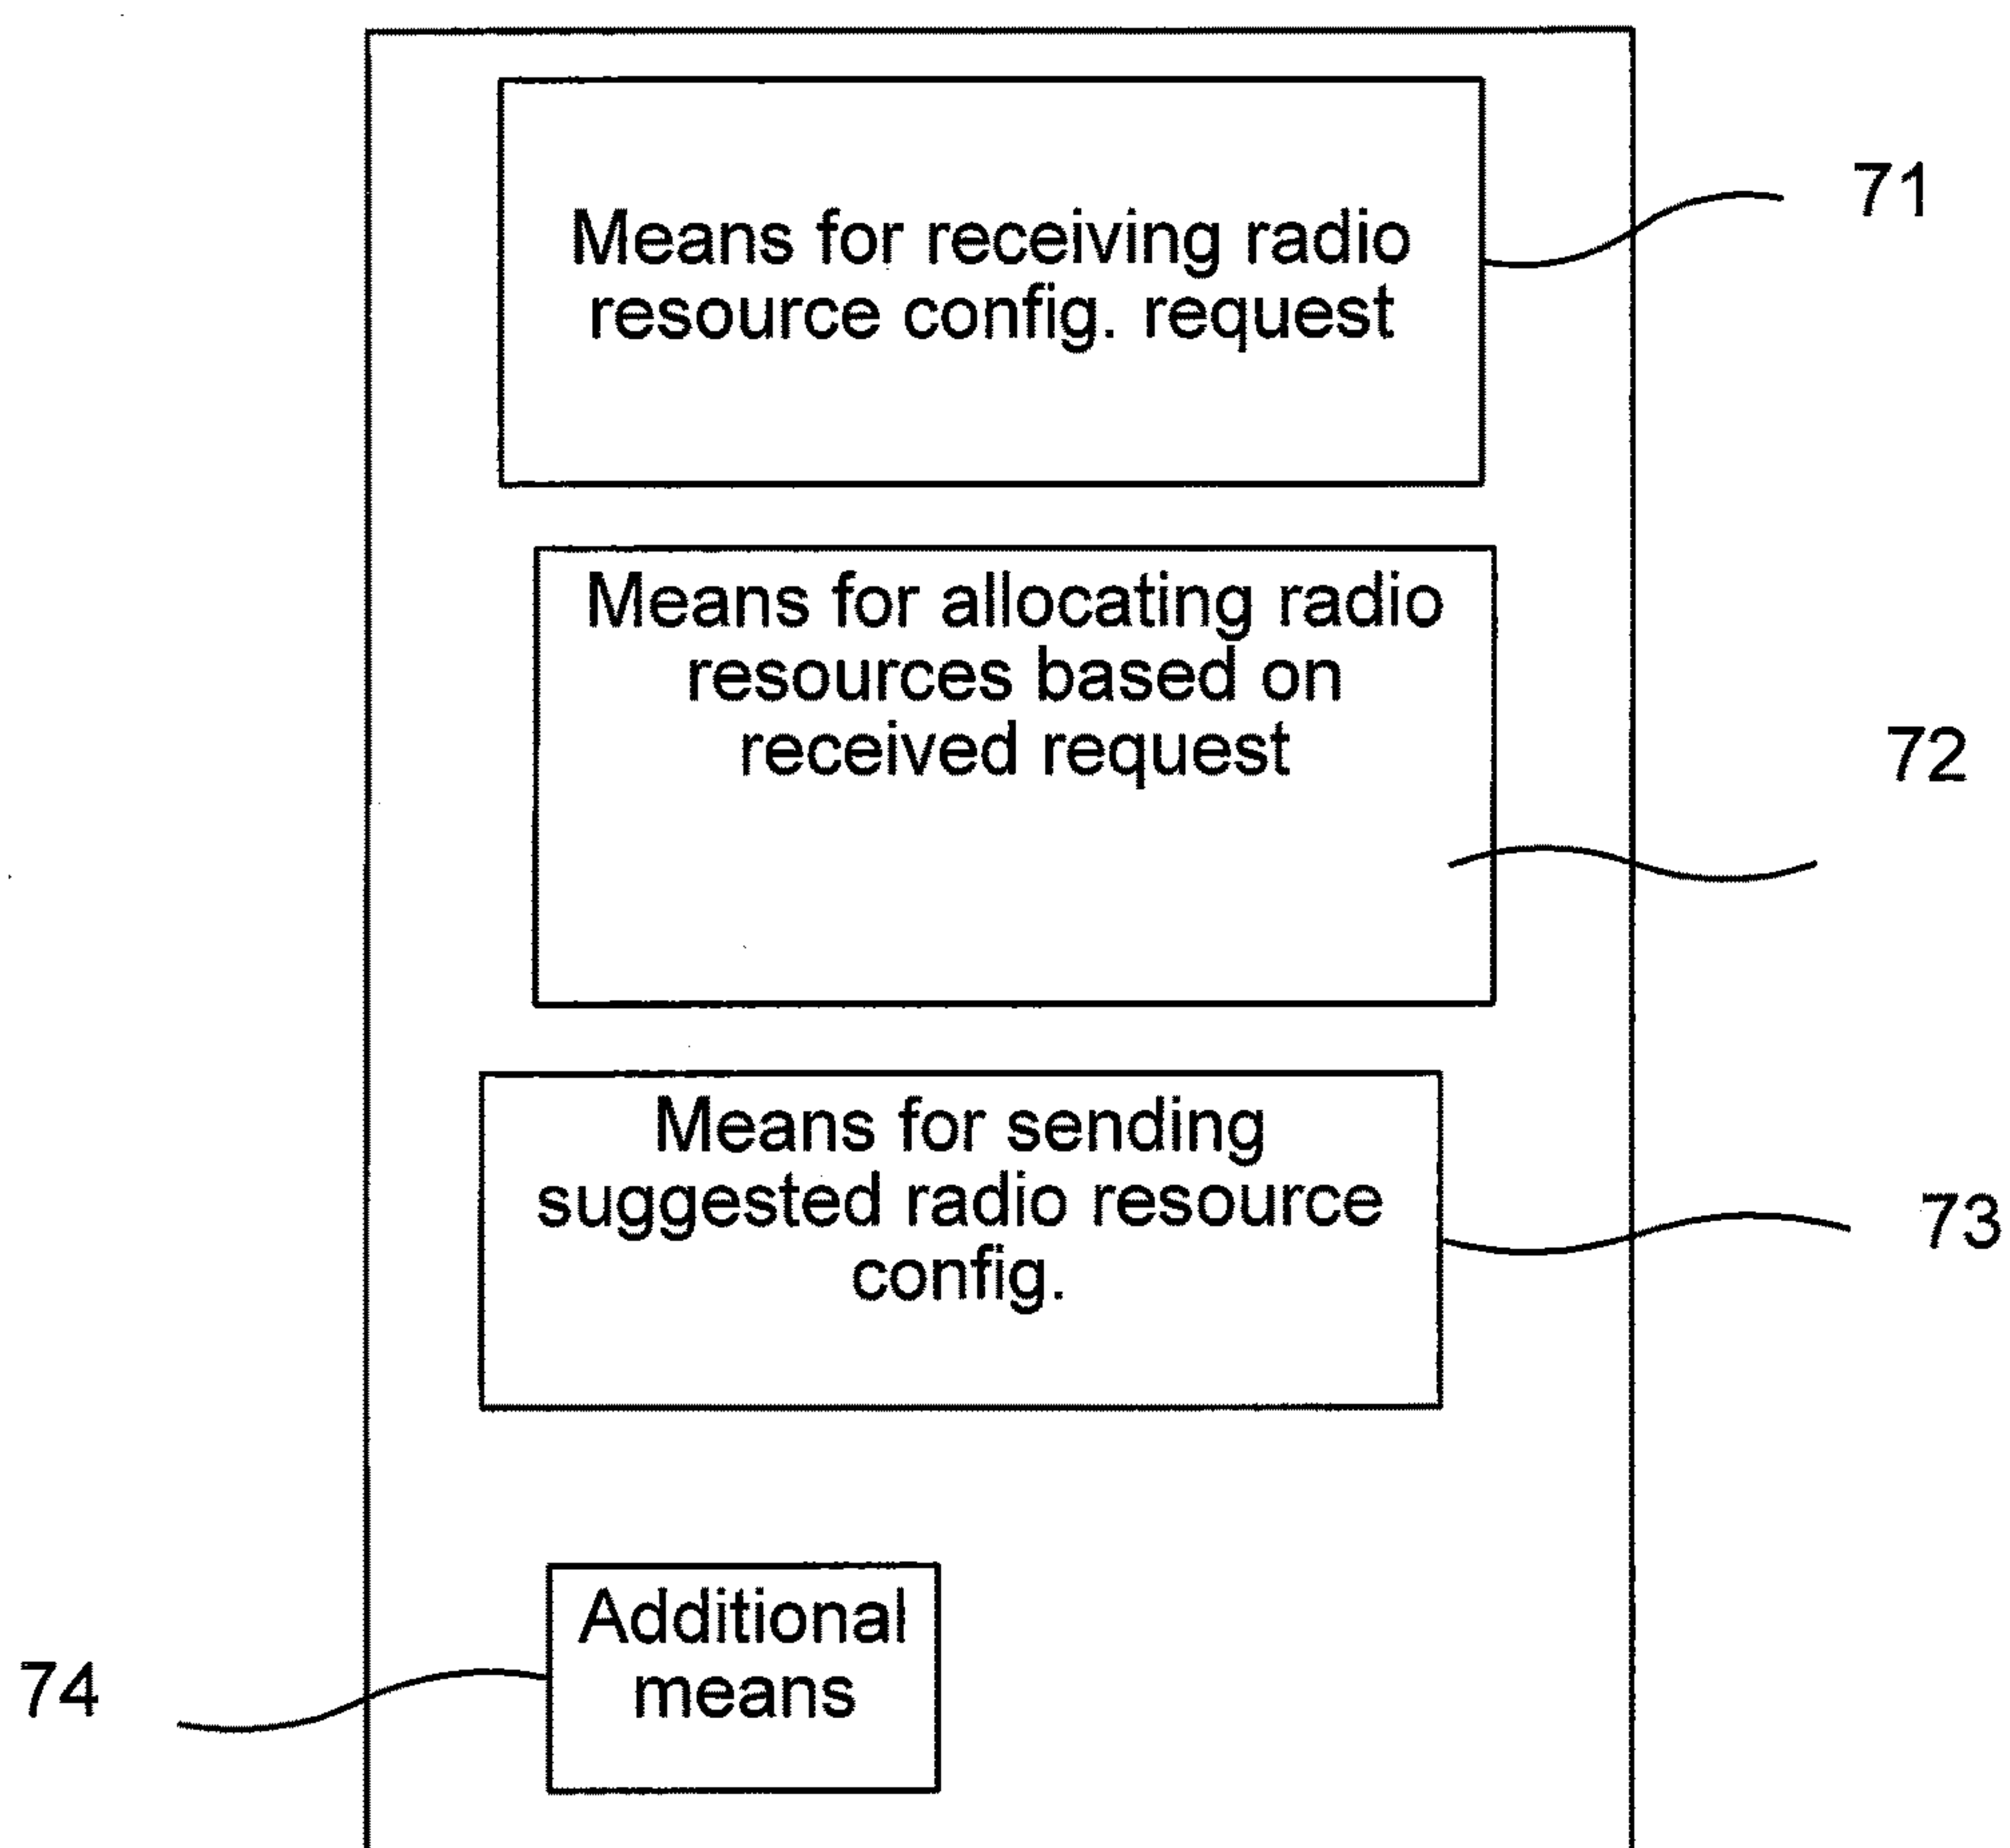 Means for receiving radio
resource config. request
71
Means for allocating radio
resources based on
received request
72
Means for sending
suggested radio resource
config.
73
Additional
means
74